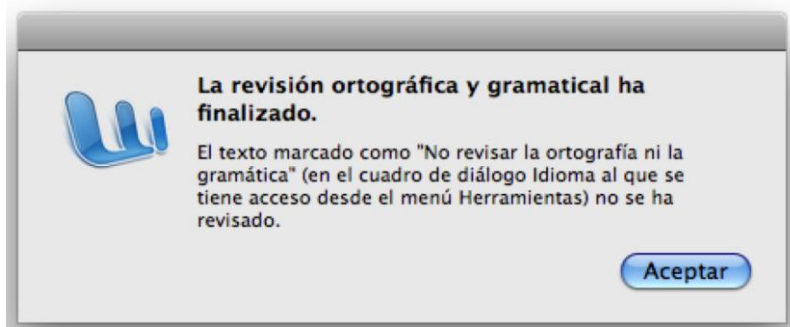 La revisión ortográfica y gramatical ha
finalizado.
El texto marcado como "No revisar la ortografía ni la
gramática" (en el cuadro de diálogo Idioma al que se
tiene acceso desde el menú Herramientas) no se ha
revisado.
Aceptar